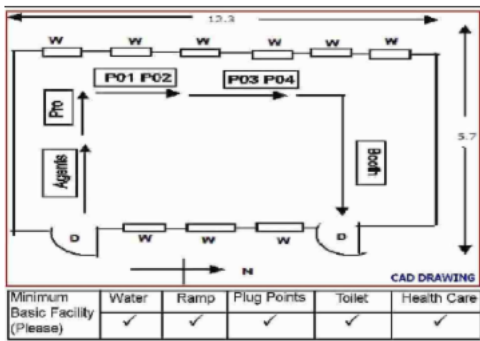 12.3
W W W W W W
P01 P02
P03 P04
Pro
Agants
Booth
5.7
D W W W D
N
CAD DRAWING
Minimum Basic Facility (Please) Water Ramp Plug Points Toilet Health Care
✓ ✓ ✓ ✓ ✓